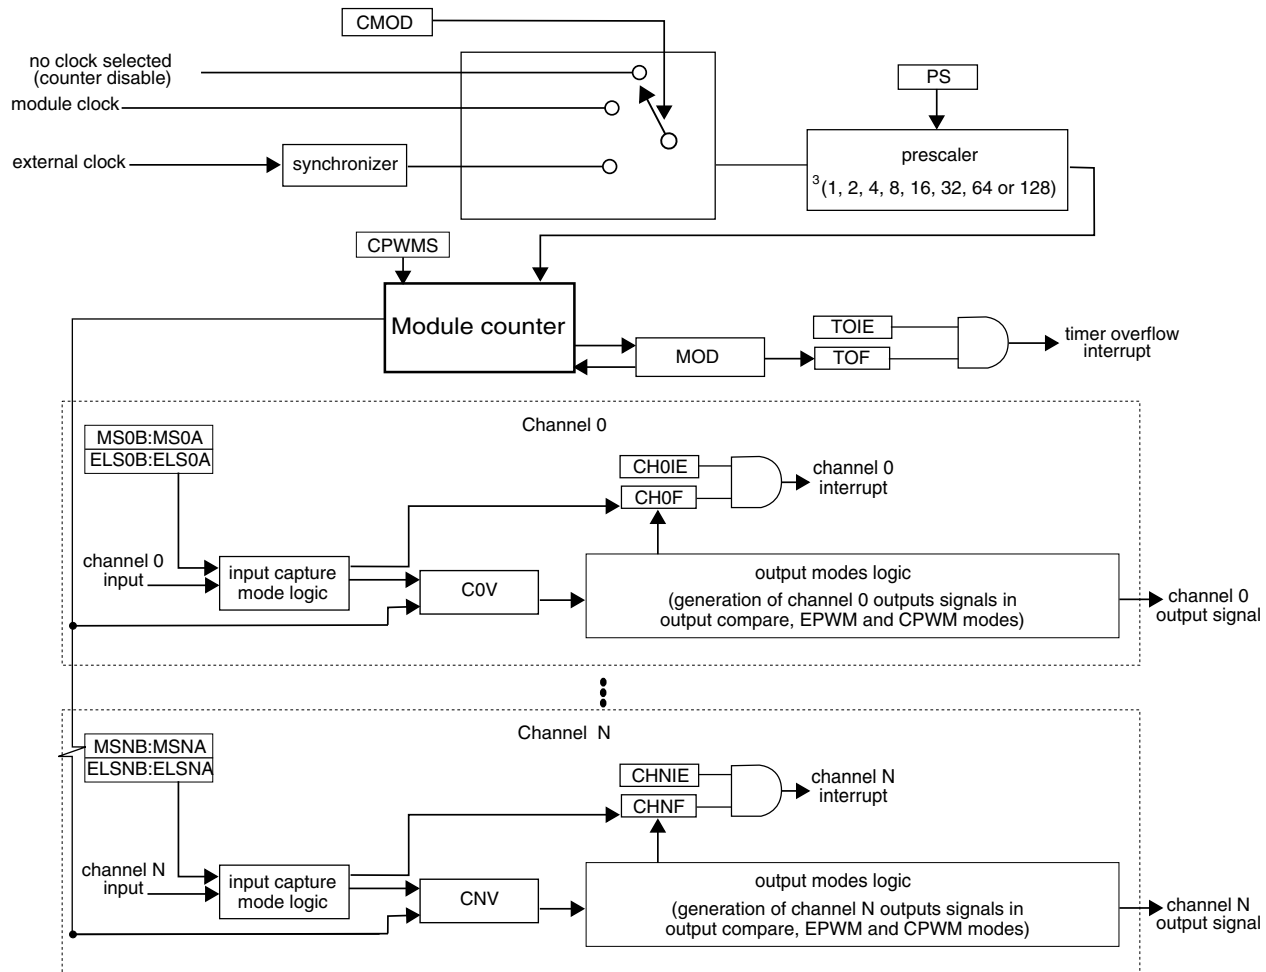 CMOD
no clock selected
(counter disable)
module clock
PS
external clock
synchronizer
prescaler
3(1, 2, 4, 8, 16, 32, 64 or 128)
CPWMS
Module counter
MOD
TOIE
TOF
timer overflow
interrupt
Channel 0
MS0B:MS0A
ELS0B:ELS0A
CH0IE
CH0F
channel 0
interrupt
channel 0
input
input capture
mode logic
C0V
output modes logic
(generation of channel 0 outputs signals in
output compare, EPWM and CPWM modes)
channel 0
output signal
Channel N
MSNB:MSNA
ELSNB:ELSNA
CHNIE
CHNF
channel N
interrupt
channel N
input
input capture
mode logic
CNV
output modes logic
(generation of channel N outputs signals in
output compare, EPWM and CPWM modes)
channel N
output signal